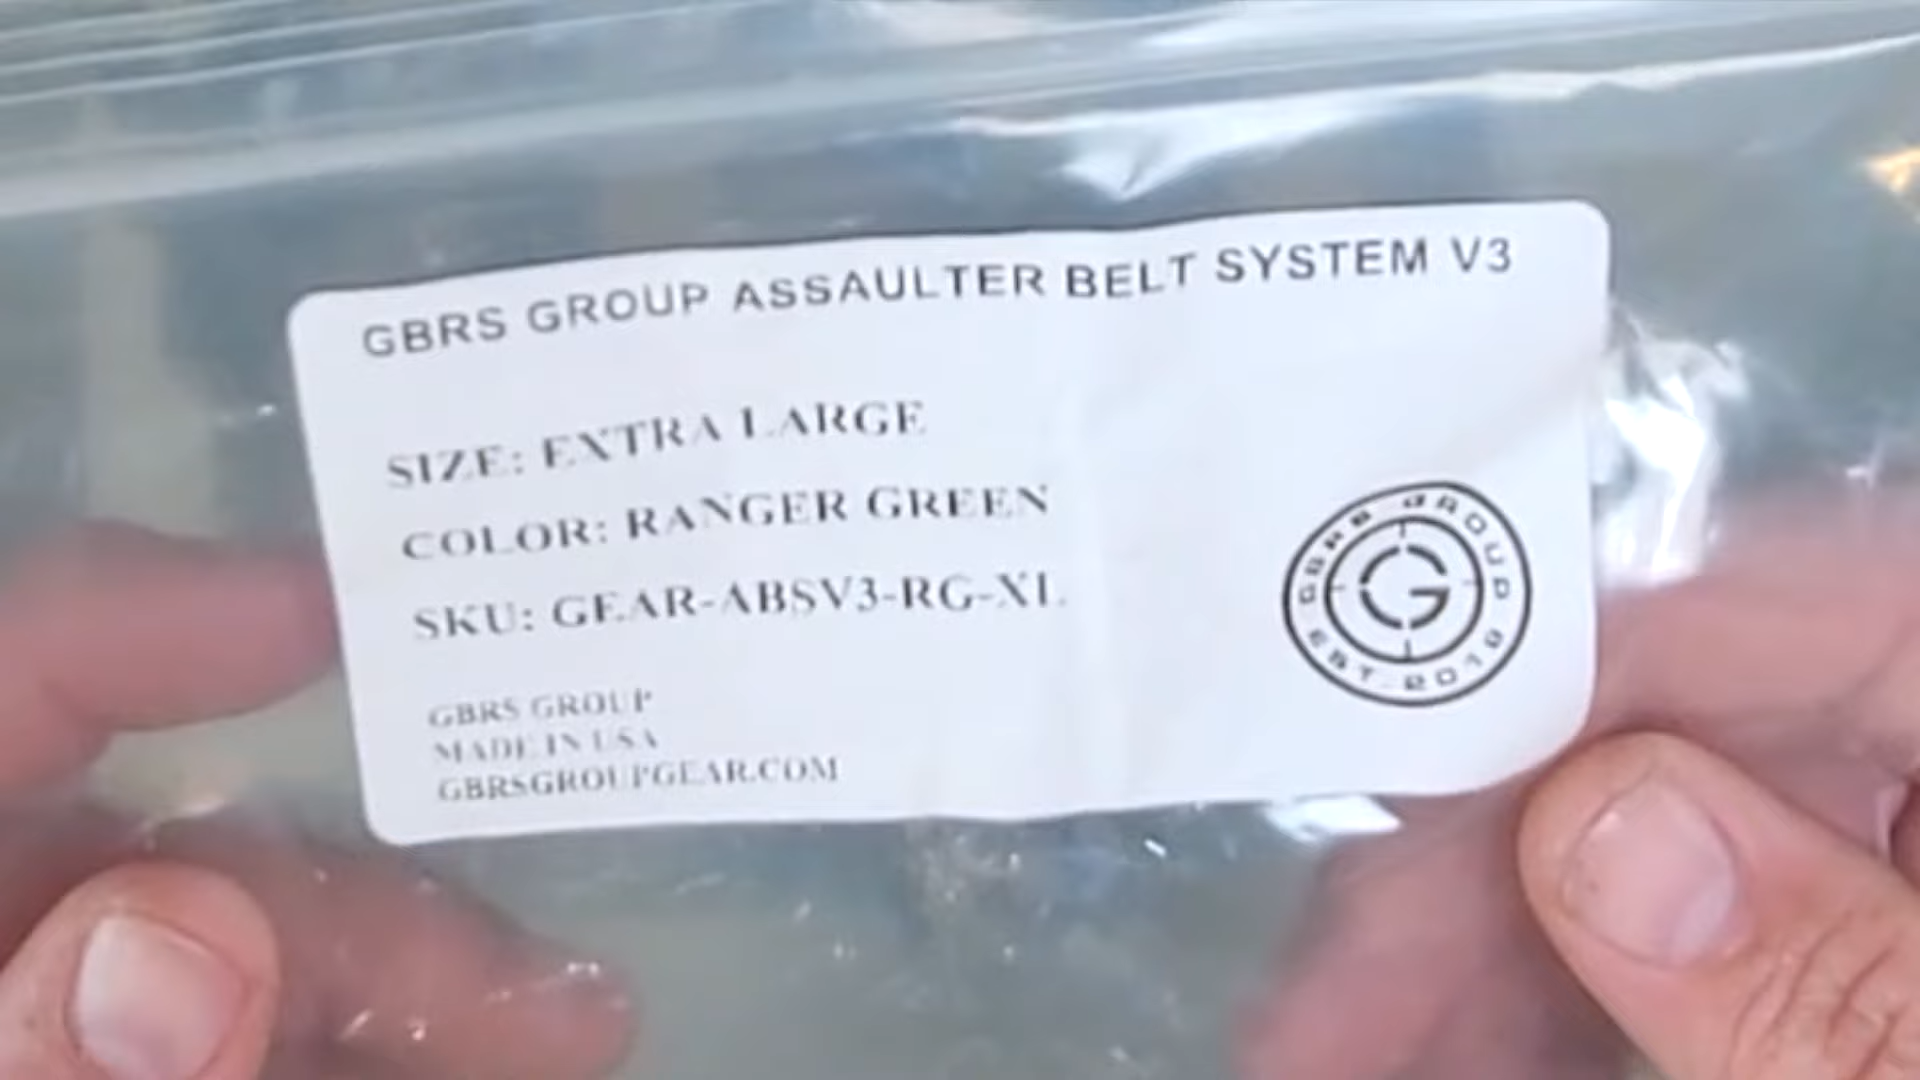 GBRS GROUP ASSAULTER BELT SYSTEM V3
SIZE: EXTRA LARGE
COLOR: RANGER GREEN
SKU: GEAR-ABSV3-RG-XL
GBRS GROUP
MADE IN USA
GBRSGROUPGEAR.COM
GBRS GROUP
G
EST. 2019